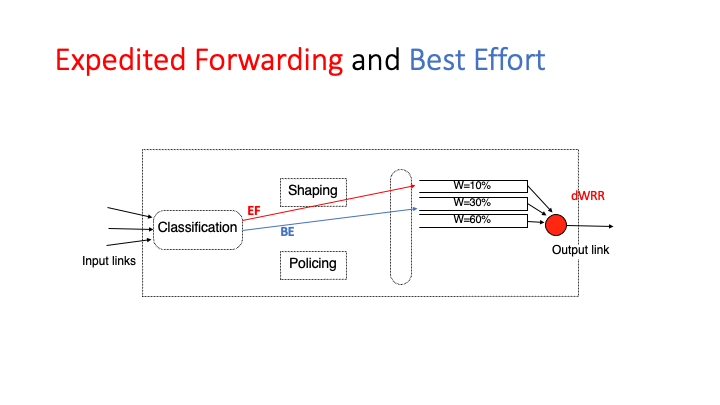 Expedited Forwarding and Best Effort
Shaping
W=10%
dWRR
EF
W=30%
Classification
W=60%
BE
Output link
Input links
Policing